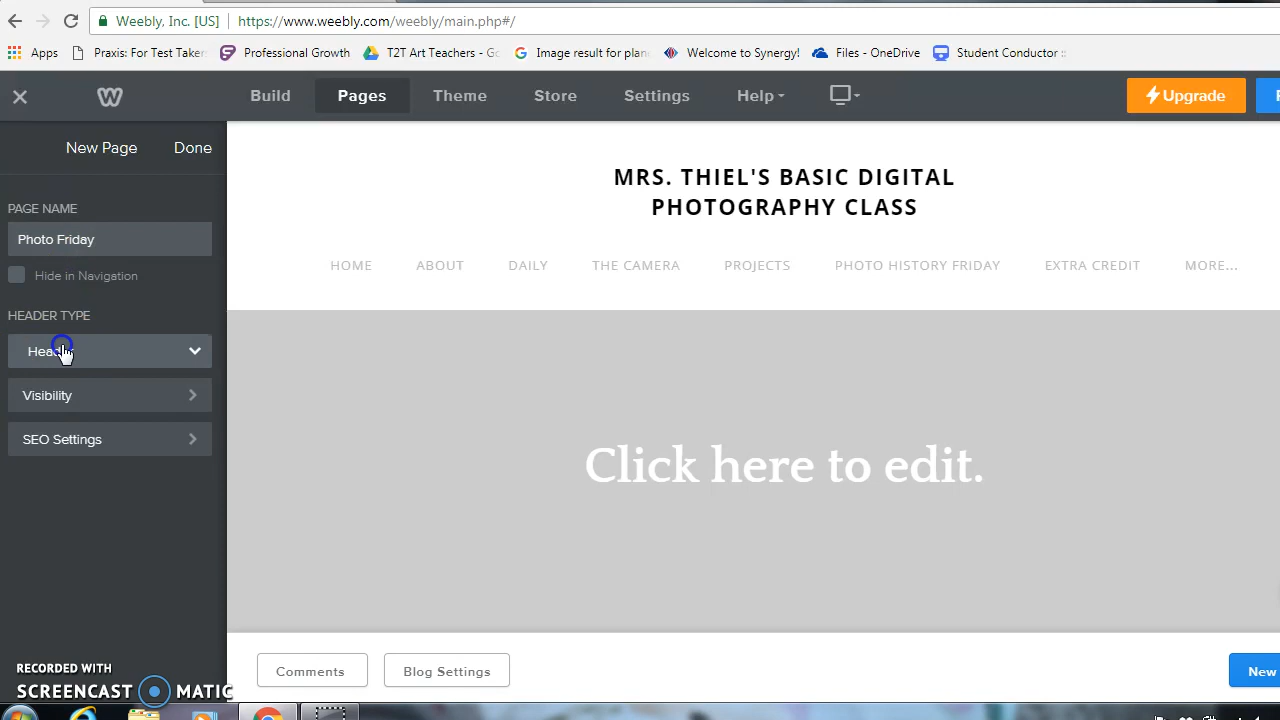 Weebly, Inc. [US] https://www.weebly.com/weebly/main.php#/
Apps Praxis: For Test Taker Professional Growth T2T Art Teachers - Go Image result for plan Welcome to Synergy! Files - OneDrive Student Conductor ::
Build Pages Theme Store Settings Help Upgrade
New Page Done
PAGE NAME
Photo Friday
Hide in Navigation
HEADER TYPE
Header
Visibility
SEO Settings
MRS. THIEL'S BASIC DIGITAL
PHOTOGRAPHY CLASS
HOME ABOUT DAILY THE CAMERA PROJECTS PHOTO HISTORY FRIDAY EXTRA CREDIT MORE...
Click here to edit.
Comments Blog Settings New
RECORDED WITH
SCREENCAST MATIC